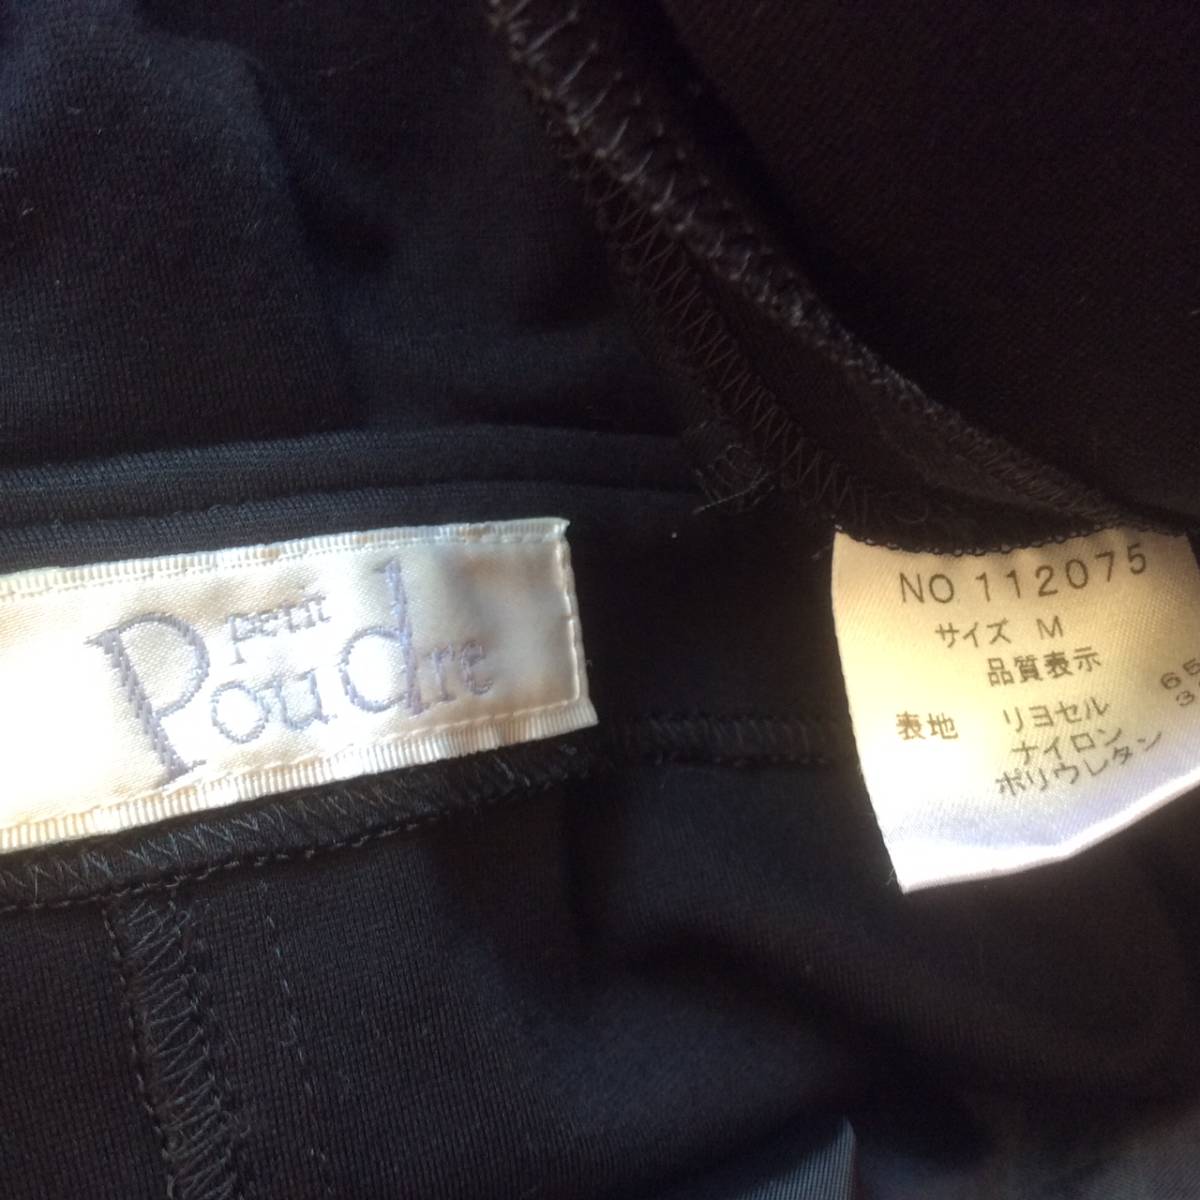 petit
Poudre
NO 112075
サイズ M
品質表示
表地 リヨセル
ナイロン
ポリウレタン